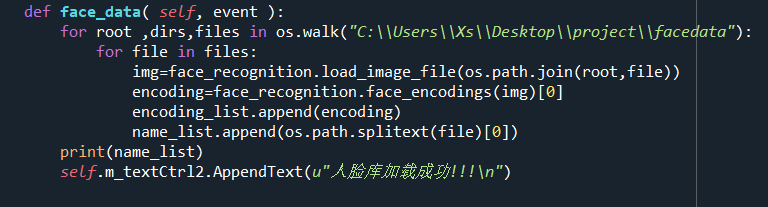 def face_data( self, event ):
for root ,dirs,files in os.walk("C:\\Users\\Xs\\Desktop\\project\\facedata"):
for file in files:
img=face_recognition.load_image_file(os.path.join(root,file))
encoding=face_recognition.face_encodings(img)[0]
encoding_list.append(encoding)
name_list.append(os.path.splitext(file)[0])
print(name_list)
self.m_textCtrl2.AppendText(u"人脸库加载成功!!!\n")